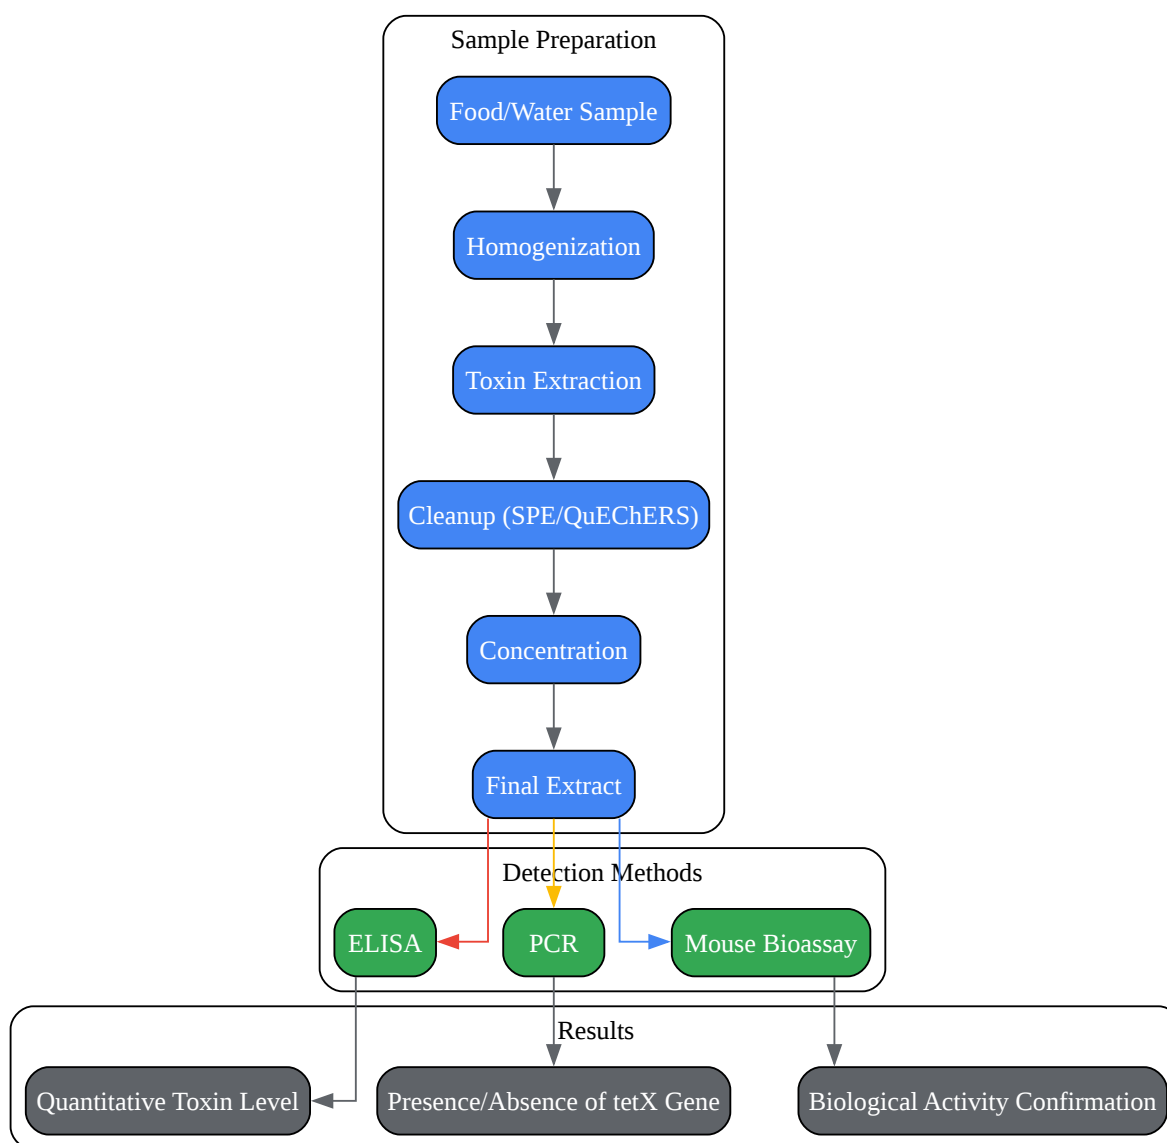 Sample Preparation
Food/Water Sample
Homogenization
Toxin Extraction
Cleanup (SPE/QuEChERS)
Concentration
Final Extract
Detection Methods
ELISA
PCR
Mouse Bioassay
Results
Quantitative Toxin Level
Presence/Absence of tetX Gene
Biological Activity Confirmation